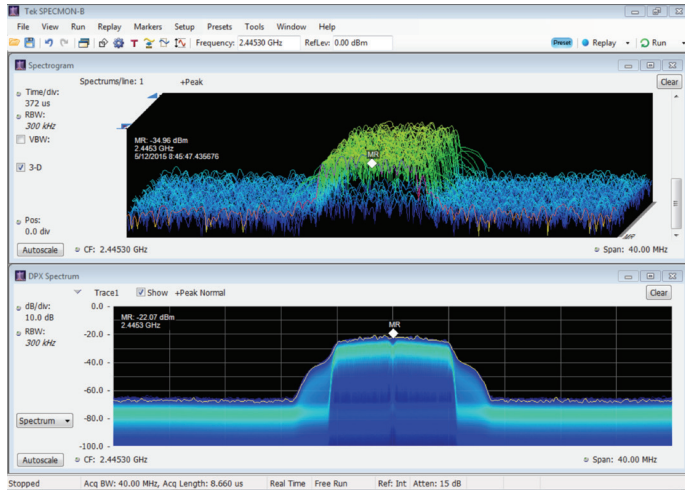 Tek SPECMON-B
File View Run Replay Markers Setup Presets Tools Window Help
T Frequency: 2.44530 GHz RefLev: 0.00 dBm Preset Replay Run
Spectrogram
Spectrums/line: 1 +Peak Clear
Time/div:
372 us
RBW:
300 kHz
VBW:
3-D
Pos:
0.0 div
MR: -34.96 dBm
2.4453 GHz
5/12/2015 8:45:47.435676
MR
Autoscale CF: 2.44530 GHz Span: 40.00 MHz
DPX Spectrum
Trace1 Show +Peak Normal Clear
dB/div:
10.0 dB
RBW:
300 kHz
0.0
MR: -22.07 dBm
2.4453 GHz
MR
-20.0
-40.0
-60.0
Spectrum -80.0
-100.0
Autoscale CF: 2.44530 GHz Span: 40.00 MHz
Stopped Acq BW: 40.00 MHz, Acq Length: 8.660 us Real Time Free Run Ref: Int Atten: 15 dB